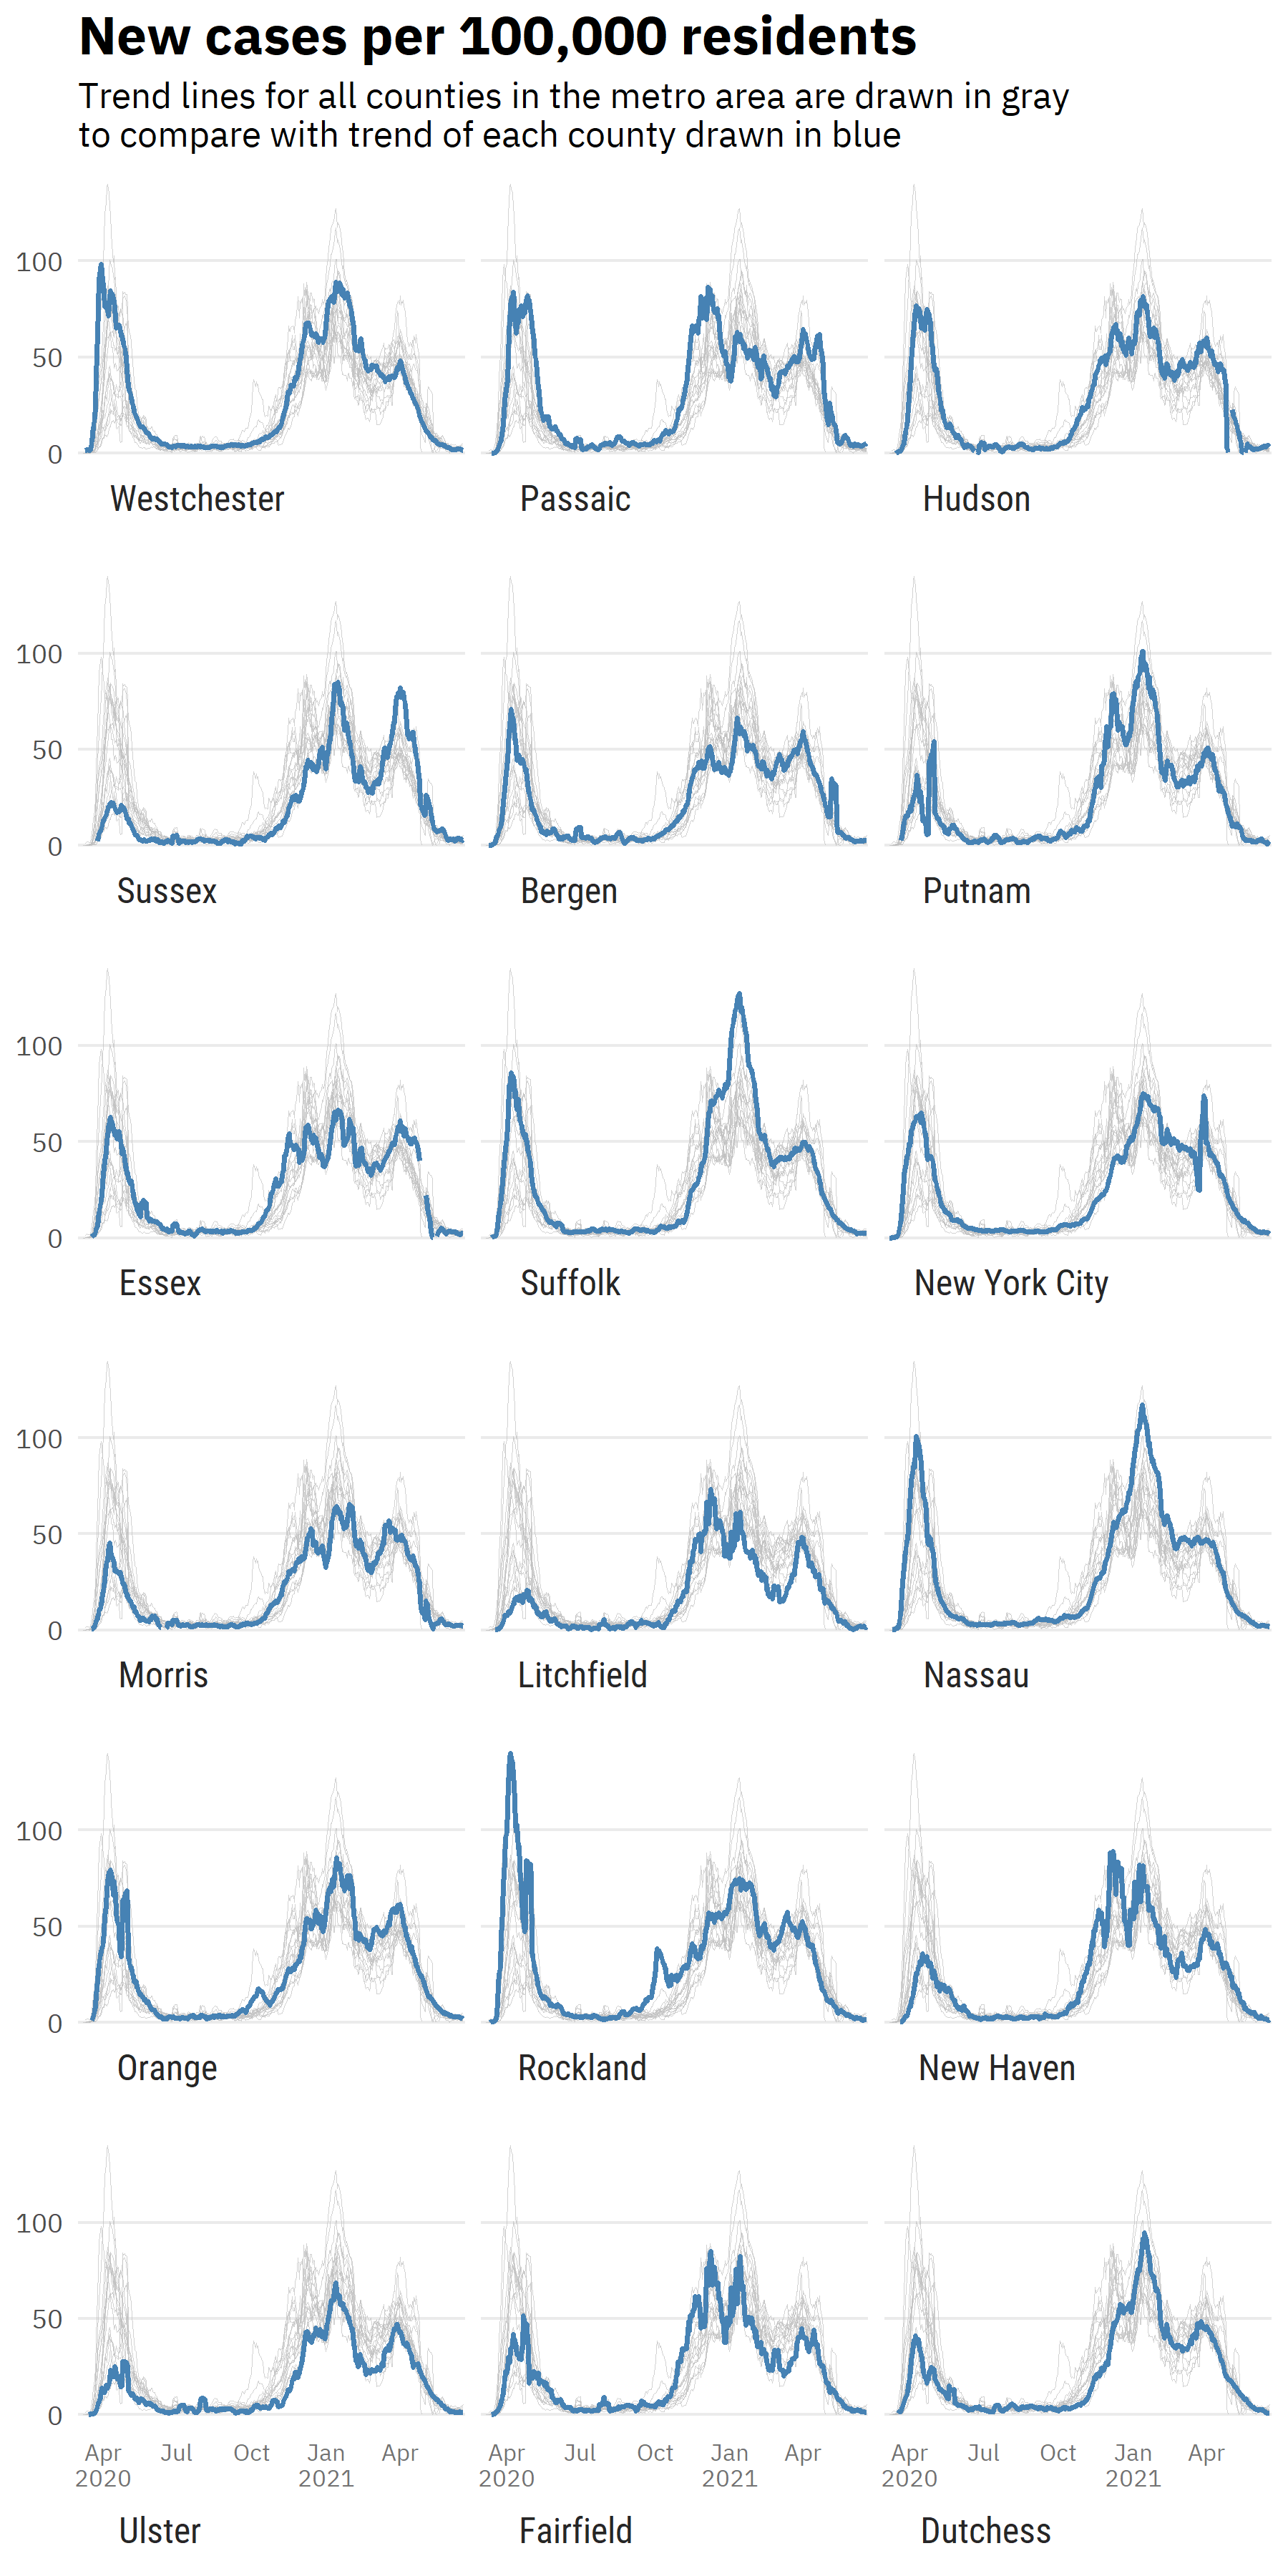 New cases per 100,000 residents
Trend lines for all counties in the metro area are drawn in gray
to compare with trend of each county drawn in blue
100
50
0
Westchester Passaic Hudson
100
50
0
Sussex Bergen Putnam
100
50
0
Essex Suffolk New York City
100
50
0
Morris Litchfield Nassau
100
50
0
Orange Rockland New Haven
100
50
0
Apr Jul Oct Jan Apr Apr Jul Oct Jan Apr Apr Jul Oct Jan Apr
2020 2021 2020 2021 2020 2021
Ulster Fairfield Dutchess